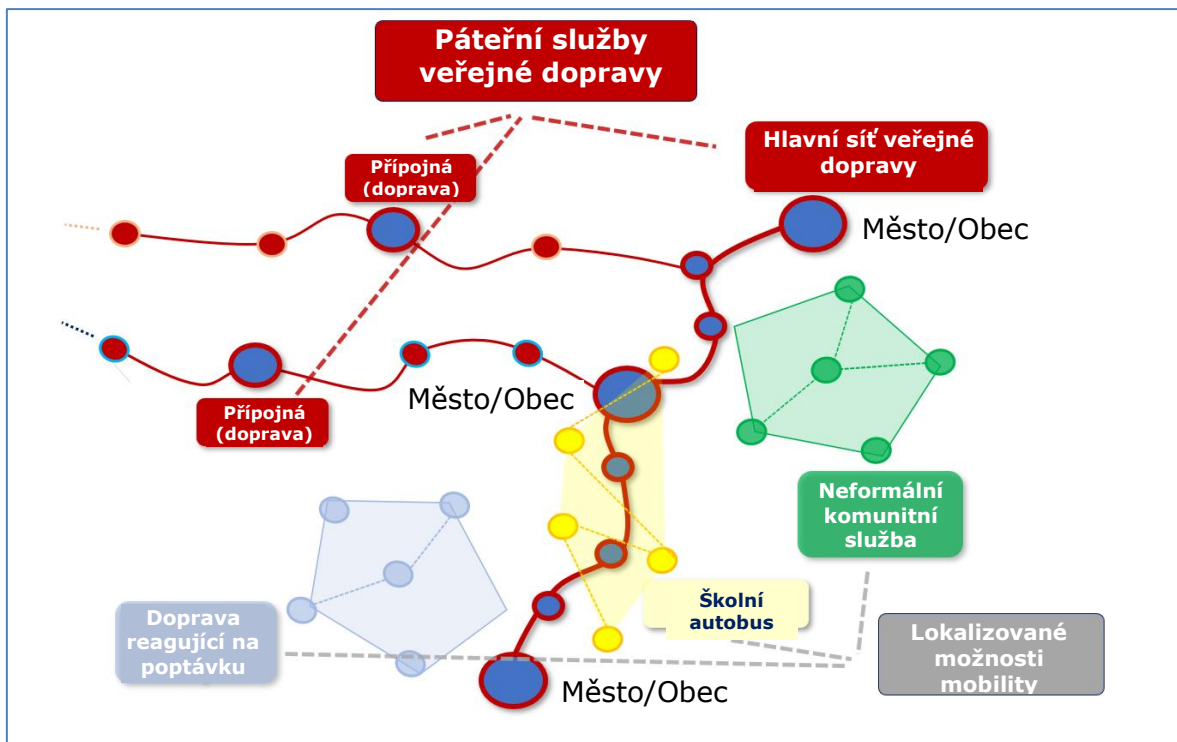 Páteřní služby
veřejné dopravy
Hlavní síť veřejné
dopravy
Přípojná
(doprava)
Město/Obec
Město/Obec
Přípojná
(doprava)
Neformální
komunitní
služba
Školní
autobus
Doprava
reagující na
poptávku
Lokalizované
možnosti
mobility
Město/Obec